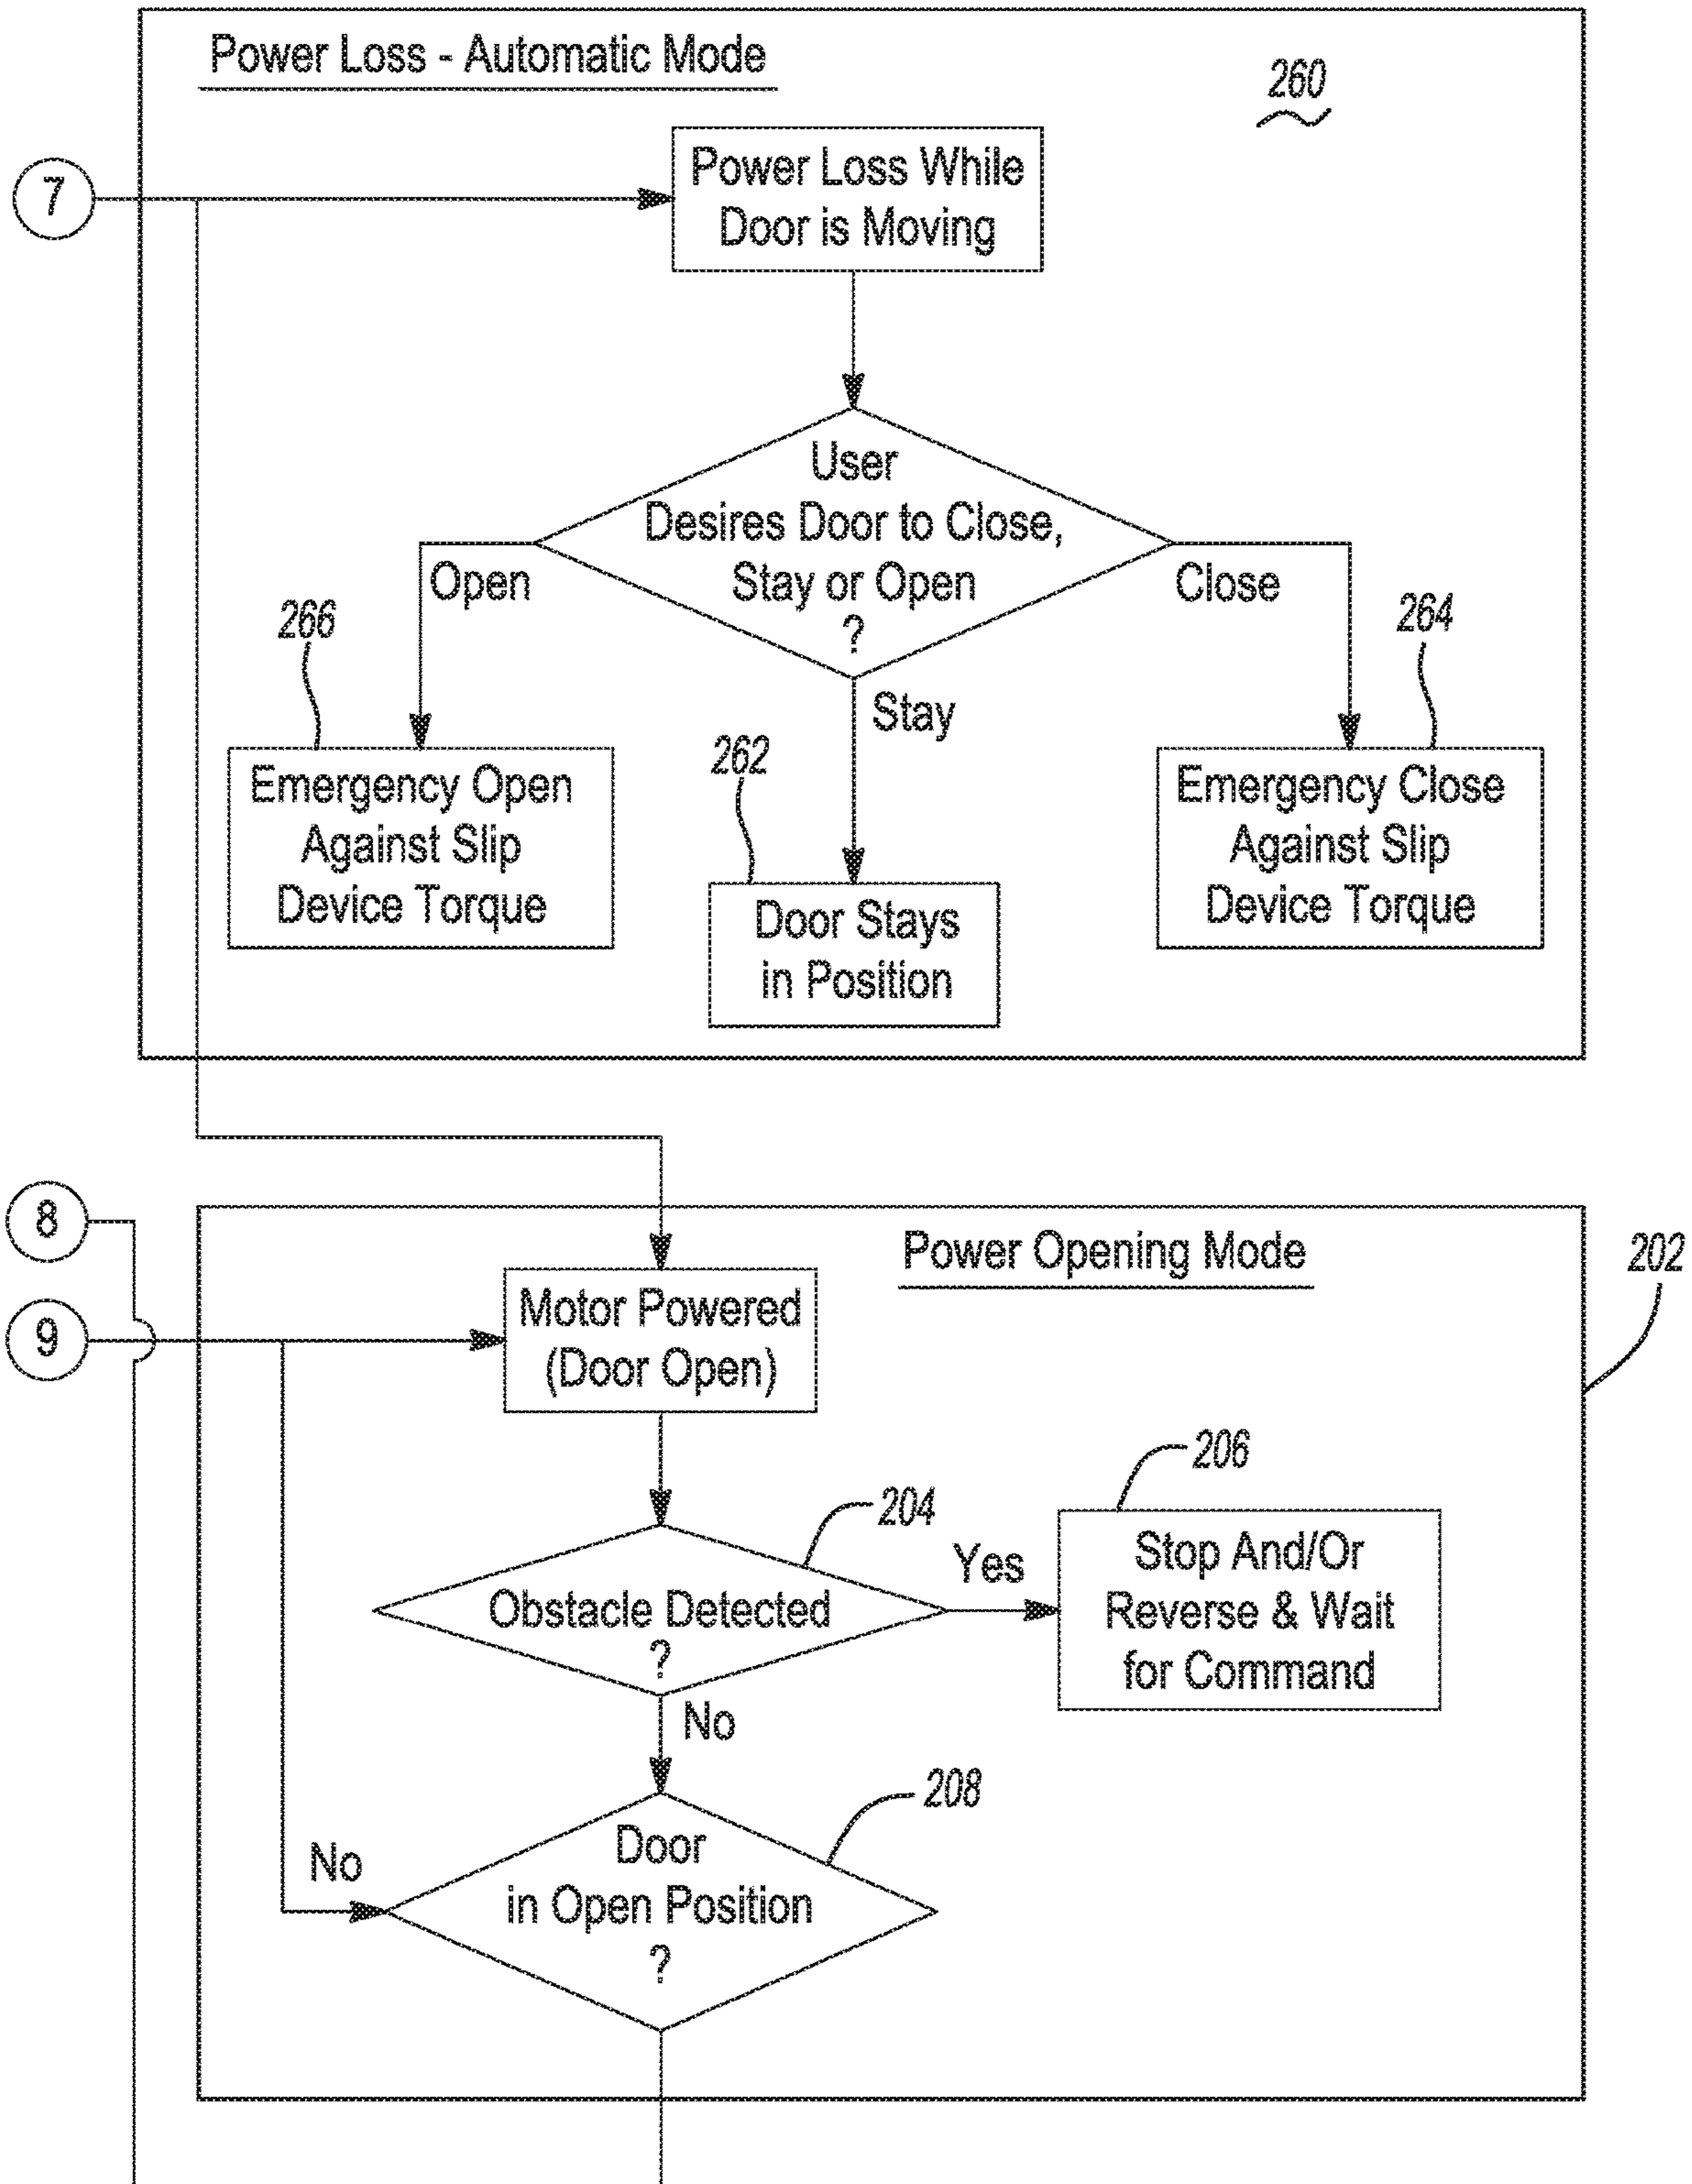 Power Loss - Automatic Mode
260
7
Power Loss While
Door is Moving
User
Desires Door to Close,
Stay or Open
?
Open
Close
Stay
266
264
262
Emergency Open
Against Slip
Device Torque
Emergency Close
Against Slip
Device Torque
Door Stays
in Position
8
Power Opening Mode
202
9
Motor Powered
(Door Open)
206
204
Yes
Stop And/Or
Reverse & Wait
for Command
Obstacle Detected
?
No
208
No
Door
in Open Position
?